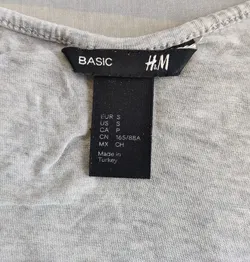 BASIC H&M
EUR S
US S
CA P
CN 165/88A
MX CH
Made in
Turkey